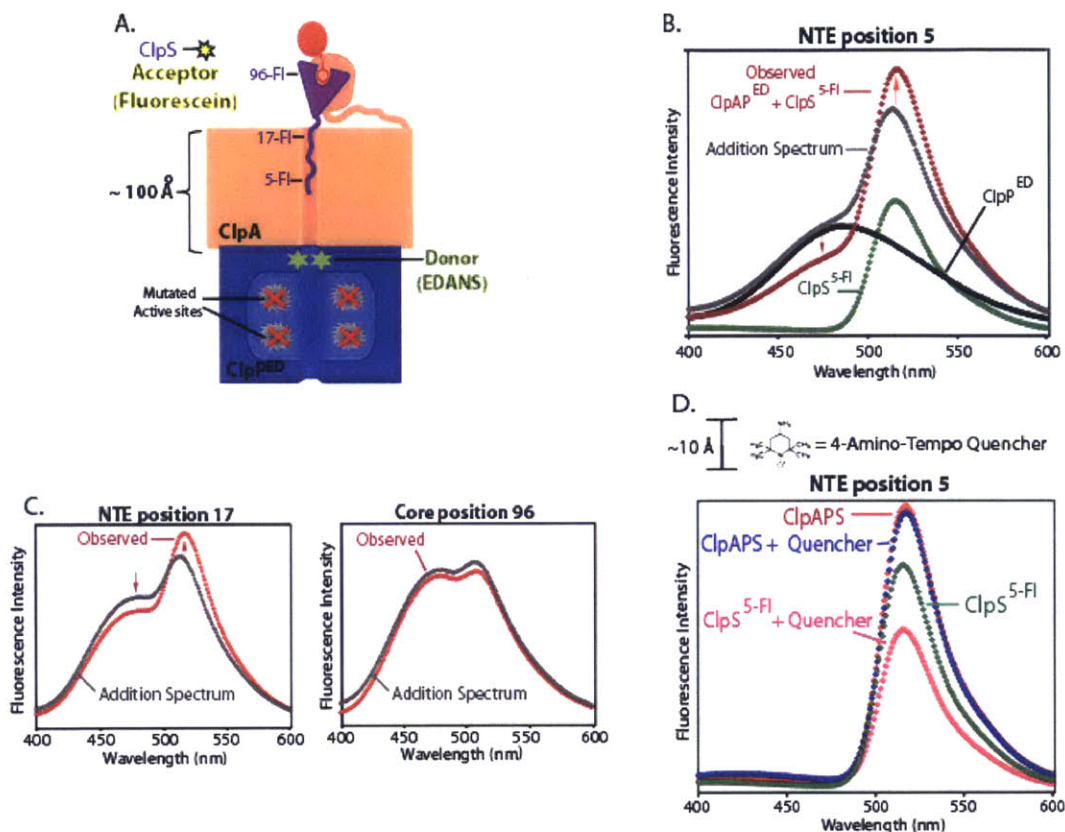 A.
ClpS
Acceptor
(Fluorescein)
96-Fl
17-Fl
5-Fl
~ 100 Å
ClpA
Donor
(EDANS)
Mutated
Active sites
ClpP^ED
B.
NTE position 5
Observed
ClpAP^ED + ClpS^5-Fl
Addition Spectrum
ClpP^ED
ClpS^5-Fl
Fluorescence Intensity
400 450 500 550 600
Wavelength (nm)
C.
NTE position 17
Observed
Addition Spectrum
Fluorescence Intensity
400 450 500 550 600
Wavelength (nm)
Core position 96
Observed
Addition Spectrum
Fluorescence Intensity
400 450 500 550 600
Wavelength (nm)
D.
~10 Å
= 4-Amino-Tempo Quencher
NTE position 5
ClpAPS
ClpAPS + Quencher
ClpS^5-Fl
ClpS^5-Fl + Quencher
Fluorescence Intensity
400 450 500 550 600
Wavelength (nm)